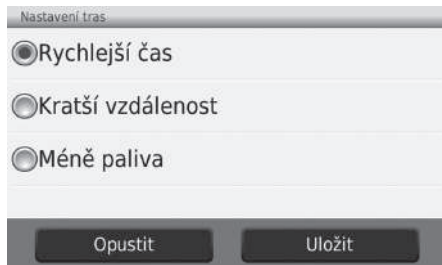 Nastavení tras
Rychlejší čas
Kratší vzdálenost
Méně paliva
Opustit
Uložit